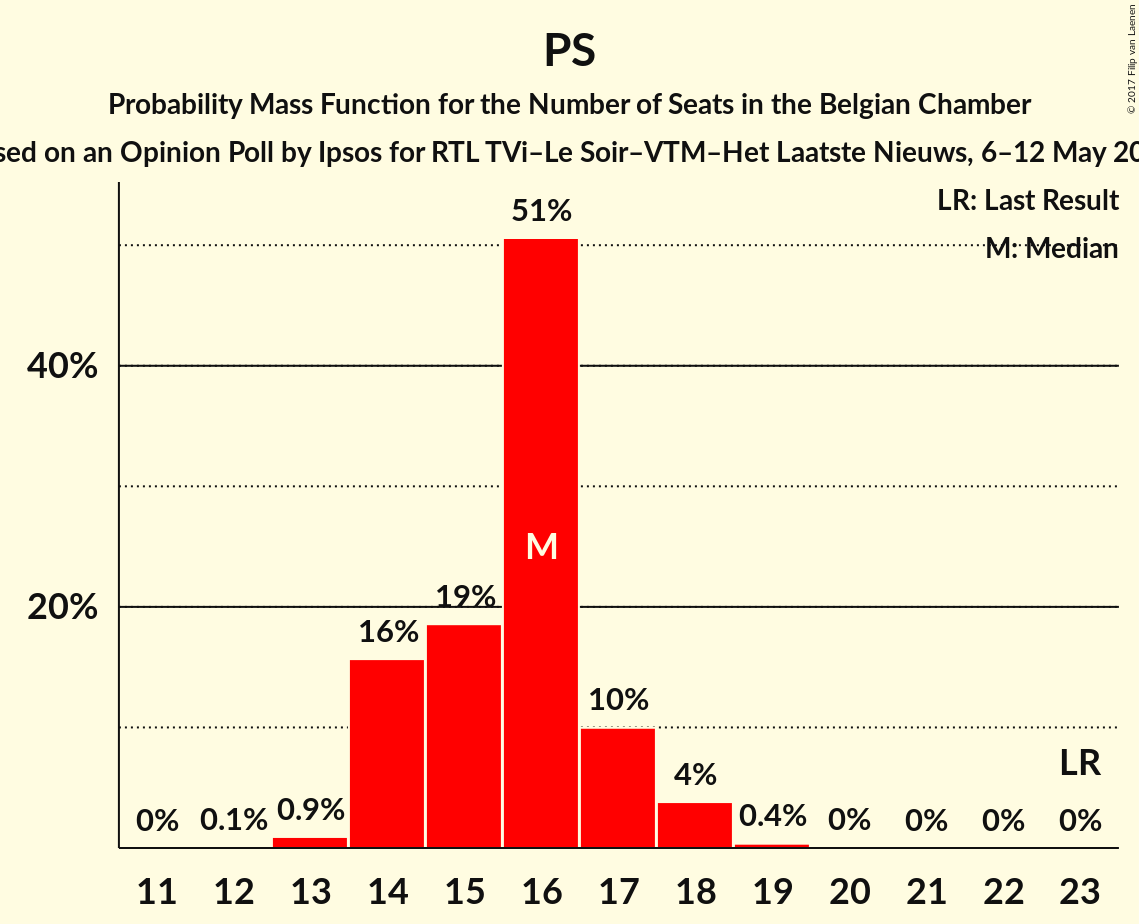 PS
Probability Mass Function for the Number of Seats in the Belgian Chamber
sed on an Opinion Poll by Ipsos for RTL TVi–Le Soir–VTM–Het Laatste Nieuws, 6–12 May 20
© 2017 Filip van Laenen
LR: Last Result
M: Median
51%
40%
M
19%
20%
16%
10%
LR
4%
0% 0.1% 0.9% 0.4% 0% 0% 0% 0%
11 12 13 14 15 16 17 18 19 20 21 22 23